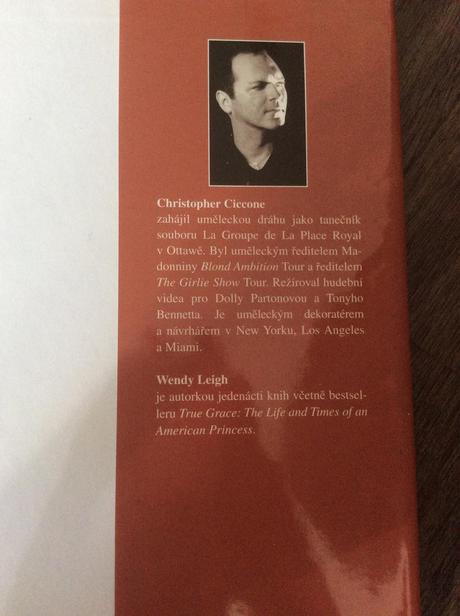 Christopher Ciccone
zahájil uměleckou dráhu jako tanečník
souboru La Groupe de La Place Royal
v Ottawě. Byl uměleckým ředitelem Ma-
donniny Blond Ambition Tour a ředitelem
The Girlie Show Tour. Režíroval hudební
videa pro Dolly Partonovou a Tonyho
Bennetta. Je uměleckým dekoratérem
a návrhářem v New Yorku, Los Angeles
a Miami.
Wendy Leigh
je autorkou jedenácti knih včetně bestsel-
leru True Grace: The Life and Times of an
American Princess.